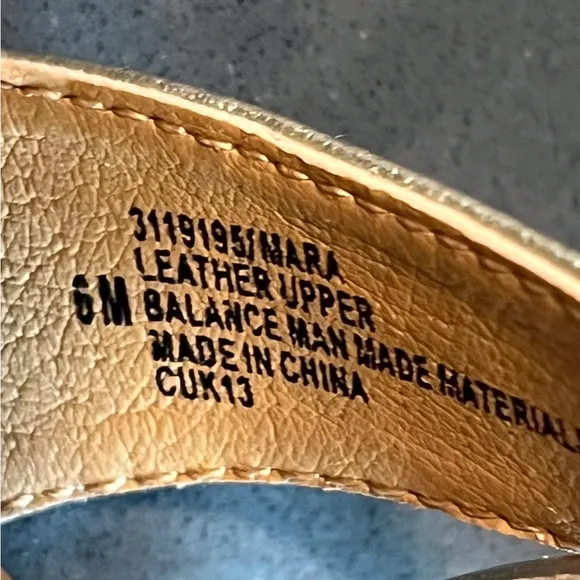 3119195/MARA
LEATHER UPPER
6M BALANCE MAN MADE MATERIALS
MADE IN CHINA
CUK13